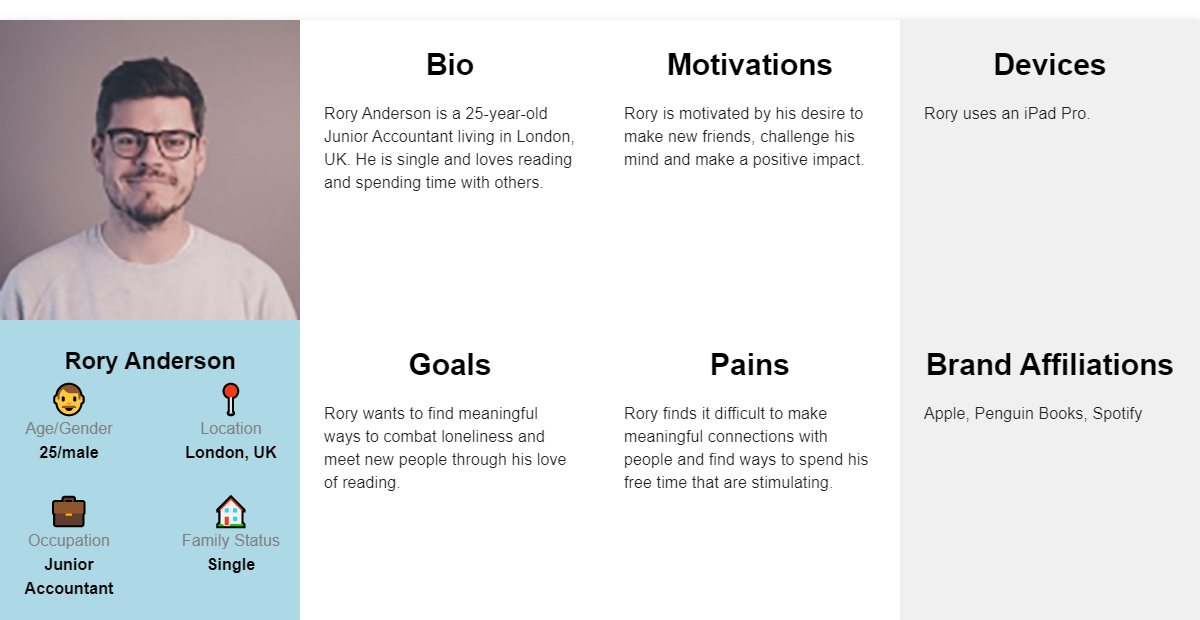 Bio
Rory Anderson is a 25-year-old
Junior Accountant living in London,
UK. He is single and loves reading
and spending time with others.
Motivations
Rory is motivated by his desire to
make new friends, challenge his
mind and make a positive impact.
Devices
Rory uses an iPad Pro.
Rory Anderson
Age/Gender
25/male
Location
London, UK
Occupation
Junior
Accountant
Family Status
Single
Goals
Rory wants to find meaningful
ways to combat loneliness and
meet new people through his love
of reading.
Pains
Rory finds it difficult to make
meaningful connections with
people and find ways to spend his
free time that are stimulating.
Brand Affiliations
Apple, Penguin Books, Spotify